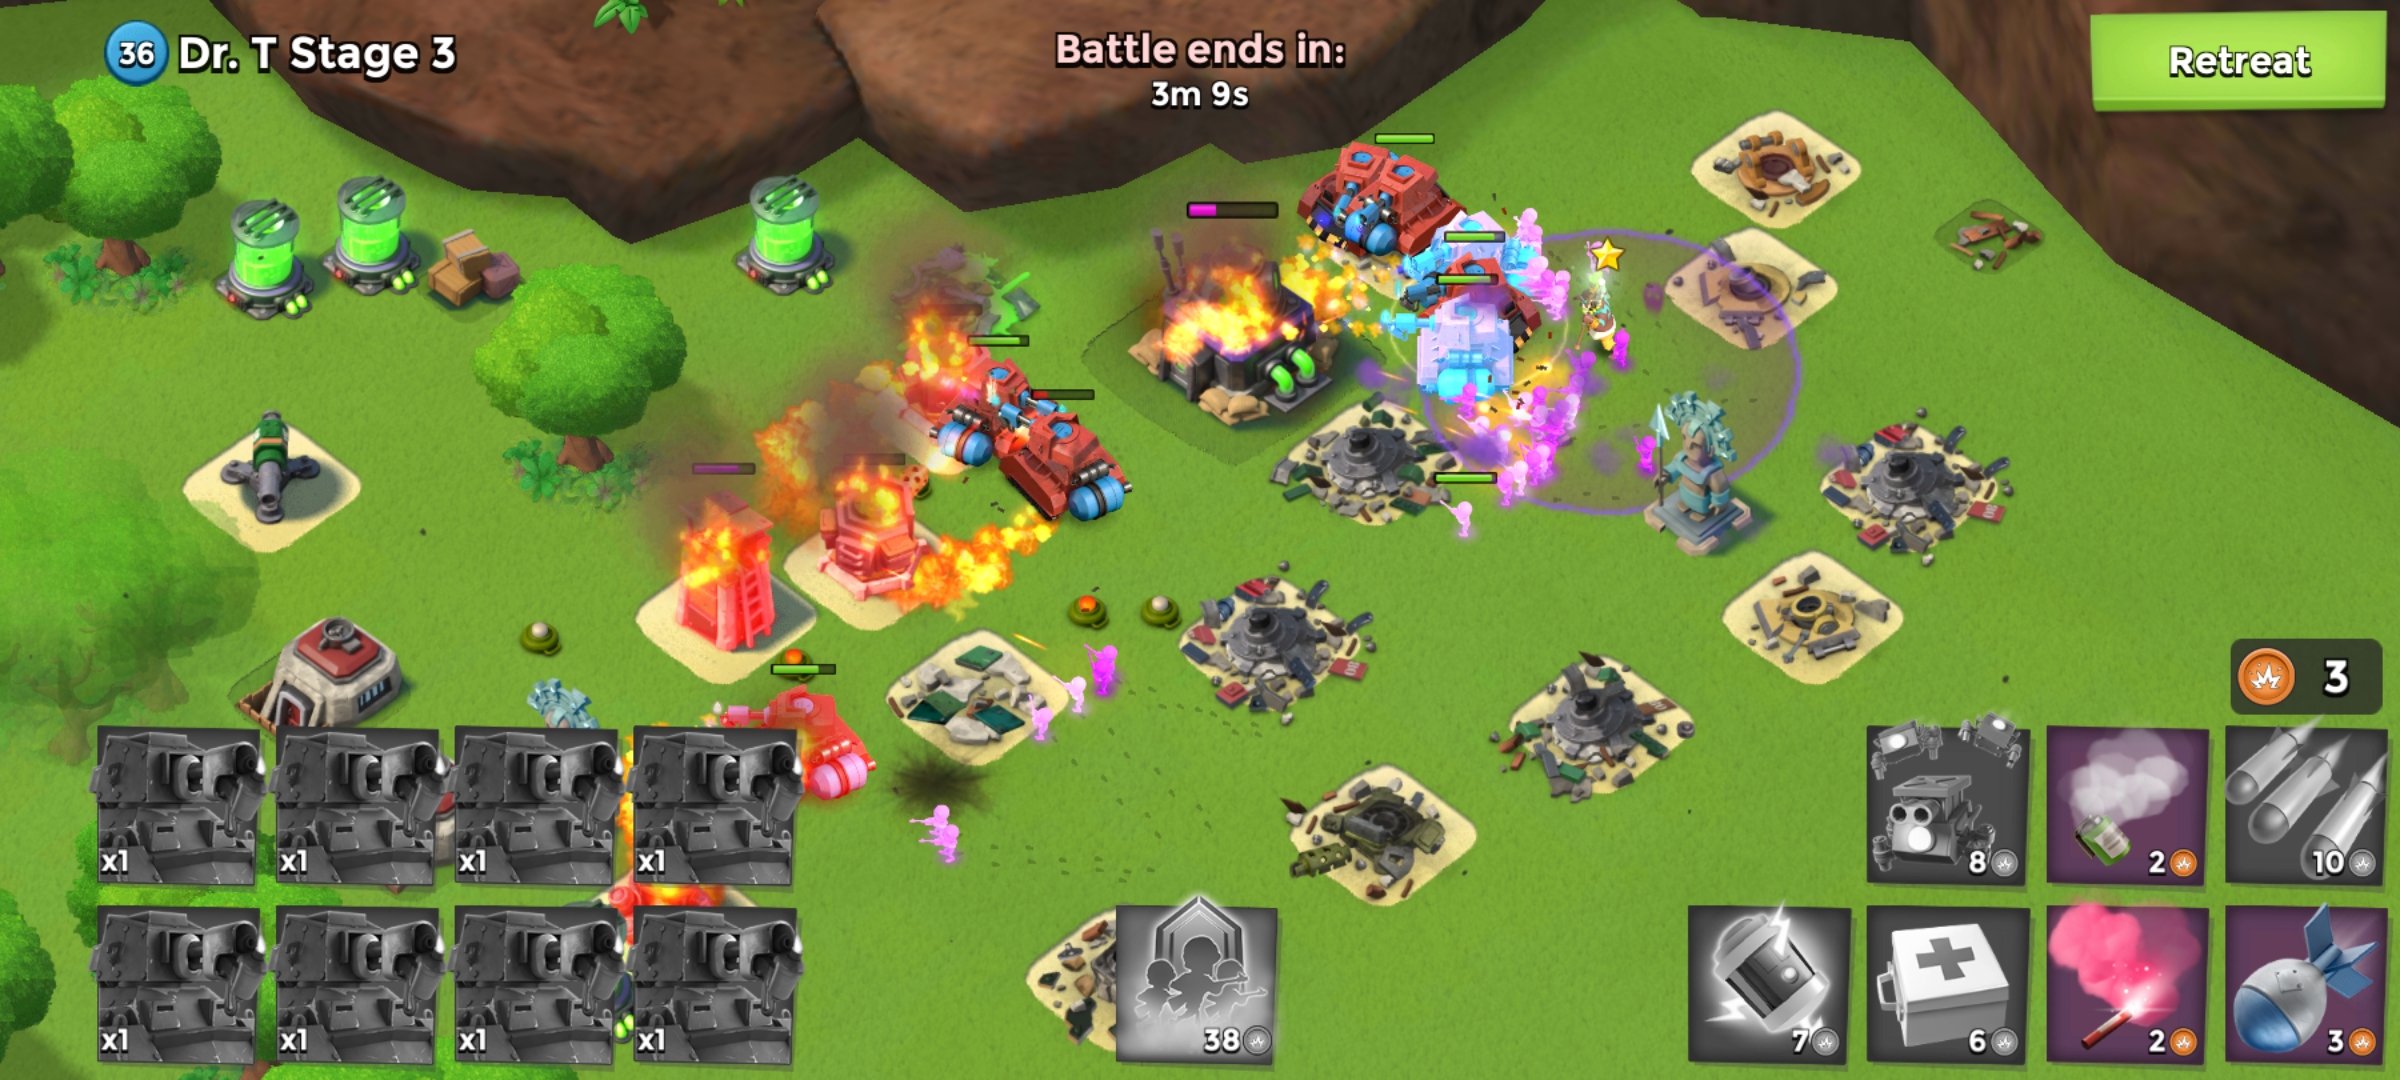 36 Dr. T Stage 3
Battle ends in:
3m 9s
Retreat
3
x1 x1 x1 x1
8 2 10
x1 x1 x1 x1
38
7 6 2 3